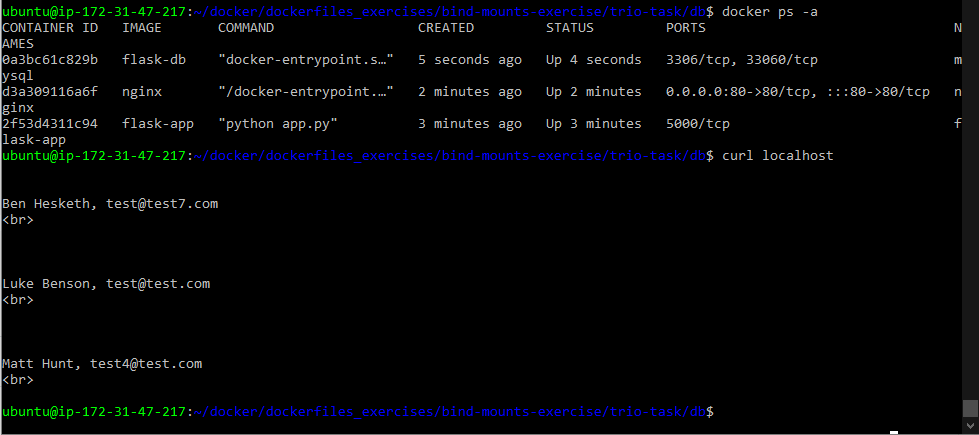 ubuntu@ip-172-31-47-217:~/docker/dockerfiles_exercises/bind-mounts-exercise/trio-task/db$ docker ps -a
CONTAINER ID   IMAGE       COMMAND                  CREATED         STATUS         PORTS                               N
AMES
0a3bc61c829b   flask-db    "docker-entrypoint.s…"   5 seconds ago   Up 4 seconds   3306/tcp, 33060/tcp                 m
ysql
d3a309116a6f   nginx       "/docker-entrypoint.…"   2 minutes ago   Up 2 minutes   0.0.0.0:80->80/tcp, :::80->80/tcp   n
ginx
2f53d4311c94   flask-app   "python app.py"          3 minutes ago   Up 3 minutes   5000/tcp                            f
lask-app
ubuntu@ip-172-31-47-217:~/docker/dockerfiles_exercises/bind-mounts-exercise/trio-task/db$ curl localhost
Ben Hesketh, test@test7.com
<br>
Luke Benson, test@test.com
<br>
Matt Hunt, test4@test.com
<br>
ubuntu@ip-172-31-47-217:~/docker/dockerfiles_exercises/bind-mounts-exercise/trio-task/db$